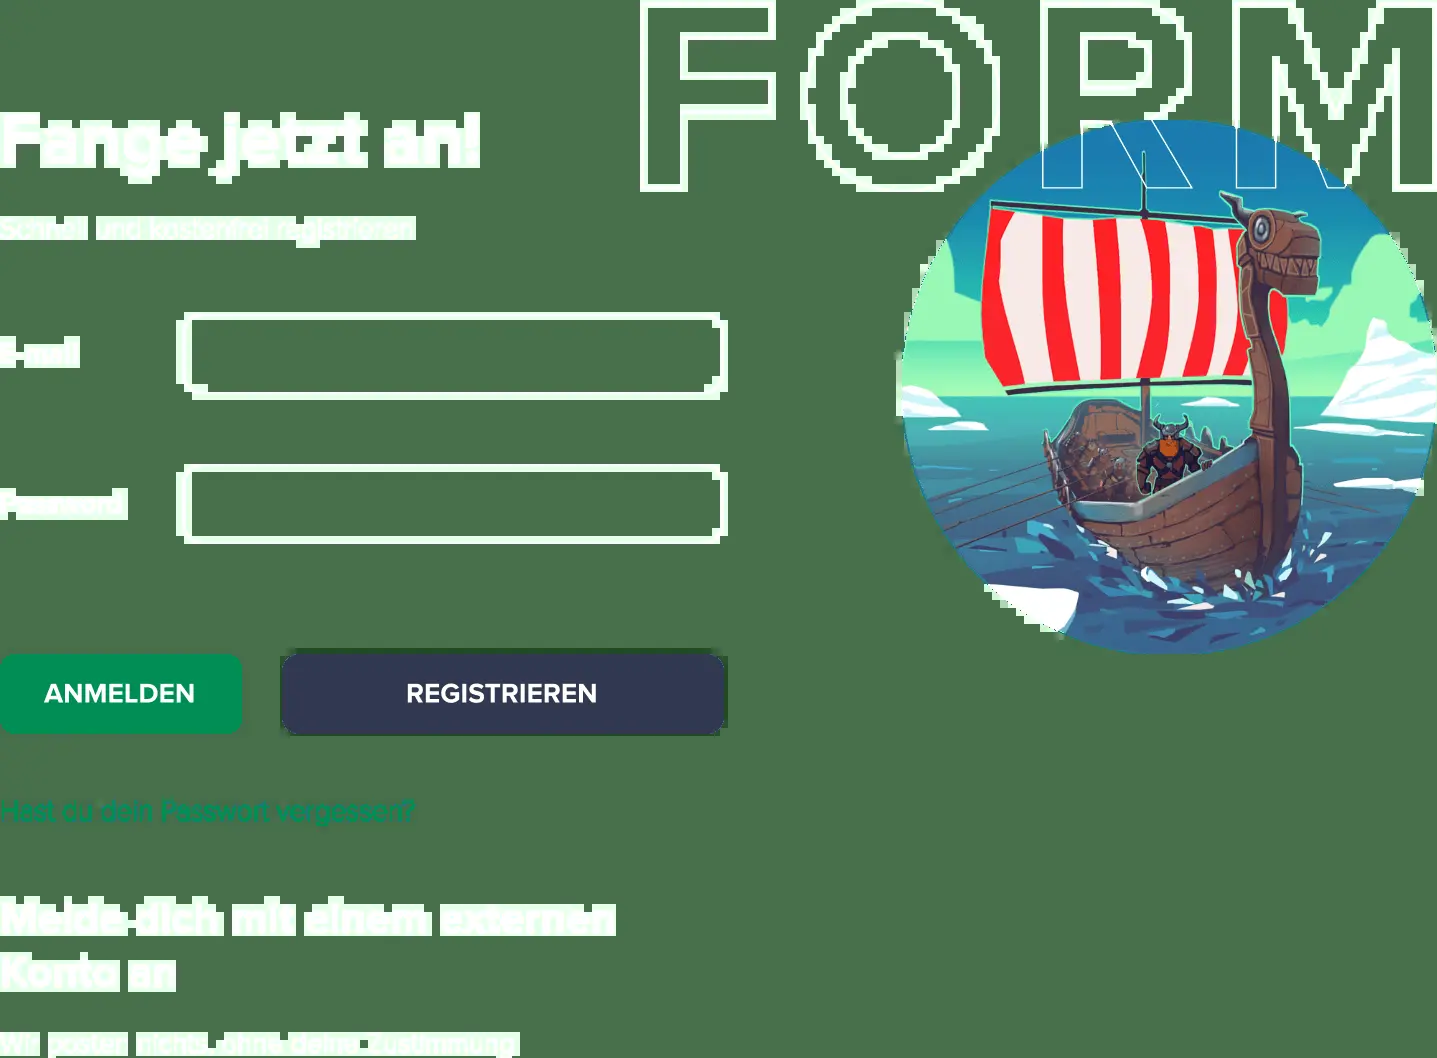 FORM
Fange jetzt an!
Schnell und kostenfrei registrieren
E-mail
Password
ANMELDEN
REGISTRIEREN
Hast du dein Passwort vergessen?
Melde dich mit einem externen
Konto an
Wir posten nichts ohne deine Zustimmung